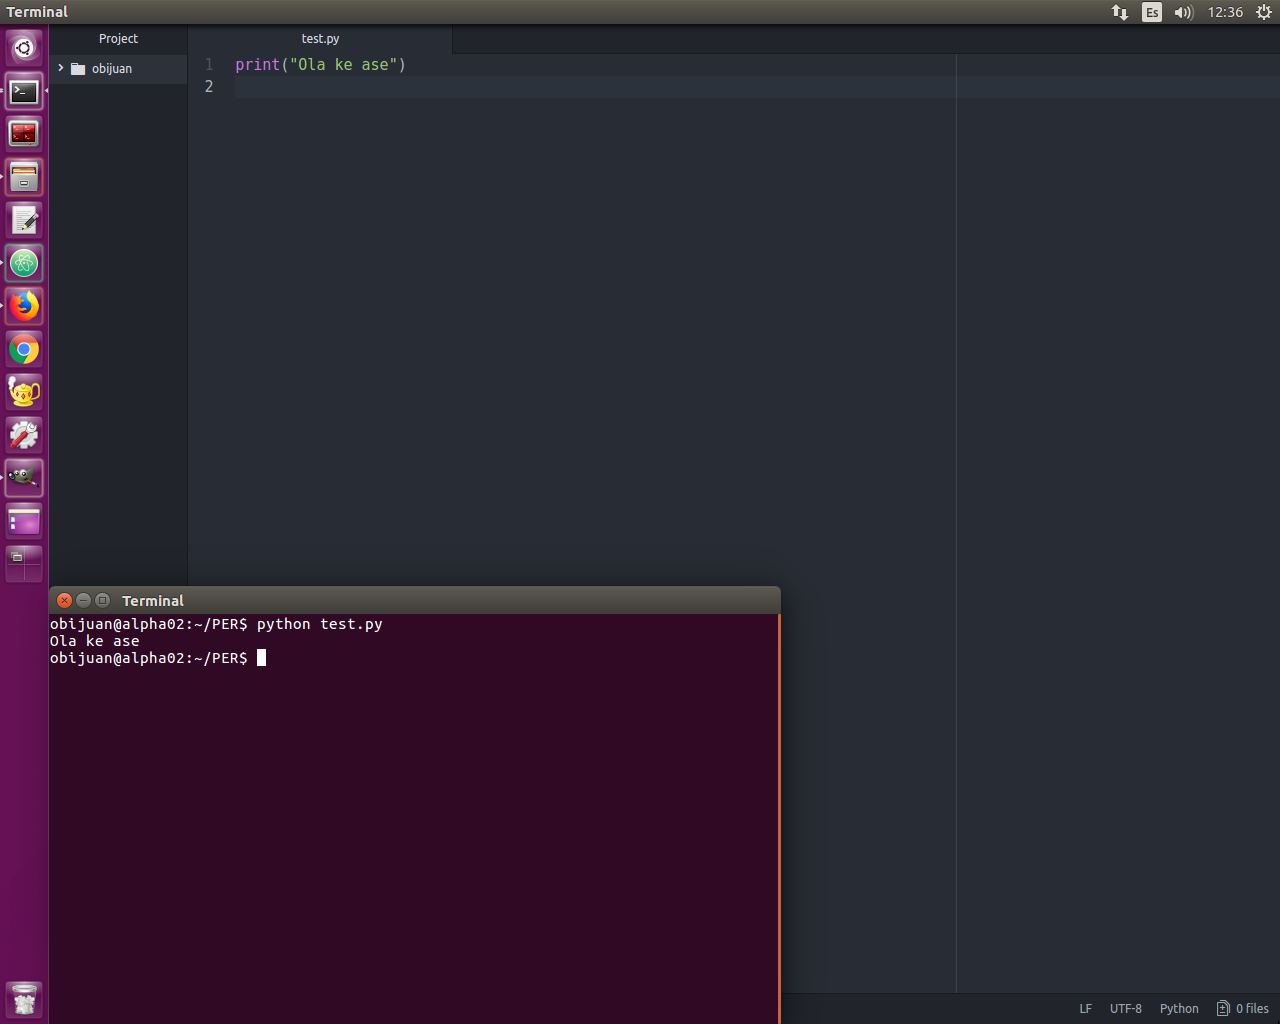 Terminal
Es
12:36
Project
test.py
obijuan
1 print("Ola ke ase")
2
Terminal
obijuan@alpha02:~/PER$ python test.py
Ola ke ase
obijuan@alpha02:~/PER$
LF UTF-8 Python 0 files